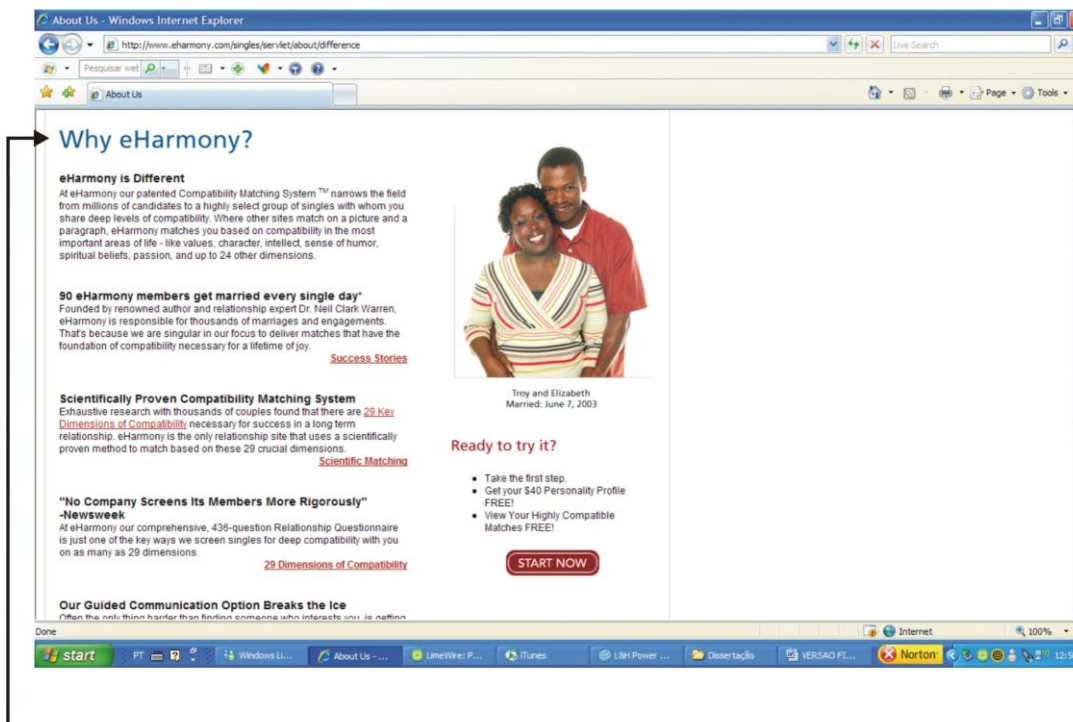 About Us - Windows Internet Explorer
http://www.eharmony.com/singles/servlet/about/difference
Live Search
Pesquisar wet
About Us
Page
Tools
Why eHarmony?
eHarmony is Different
At eHarmony our patented Compatibility Matching System ™ narrows the field
from millions of candidates to a highly select group of singles with whom you
share deep levels of compatibility. Where other sites match on a picture and a
paragraph, eHarmony matches you based on compatibility in the most
important areas of life - like values, character, intellect, sense of humor,
spiritual beliefs, passion, and up to 24 other dimensions.
90 eHarmony members get married every single day*
Founded by renowned author and relationship expert Dr. Neil Clark Warren,
eHarmony is responsible for thousands of marriages and engagements.
That's because we are singular in our focus to deliver matches that have the
foundation of compatibility necessary for a lifetime of joy.
Success Stories
Scientifically Proven Compatibility Matching System
Exhaustive research with thousands of couples found that there are 29 Key
Dimensions of Compatibility necessary for success in a long term
relationship. eHarmony is the only relationship site that uses a scientifically
proven method to match based on these 29 crucial dimensions.
Scientific Matching
"No Company Screens Its Members More Rigorously"
-Newsweek
At eHarmony our comprehensive, 436-question Relationship Questionnaire
is just one of the key ways we screen singles for deep compatibility with you
on as many as 29 dimensions.
29 Dimensions of Compatibility
Our Guided Communication Option Breaks the Ice
Often the only thing harder than finding someone who interests you, is getting
Troy and Elizabeth
Married: June 7, 2003
Ready to try it?
Take the first step.
Get your $40 Personality Profile
FREE!
View Your Highly Compatible
Matches FREE!
START NOW
Done
Internet
100%
start
PT
Windows Li...
About Us - ...
LimeWire: P...
iTunes
L&H Power ...
Dissertação
VERSAO FI...
Norton